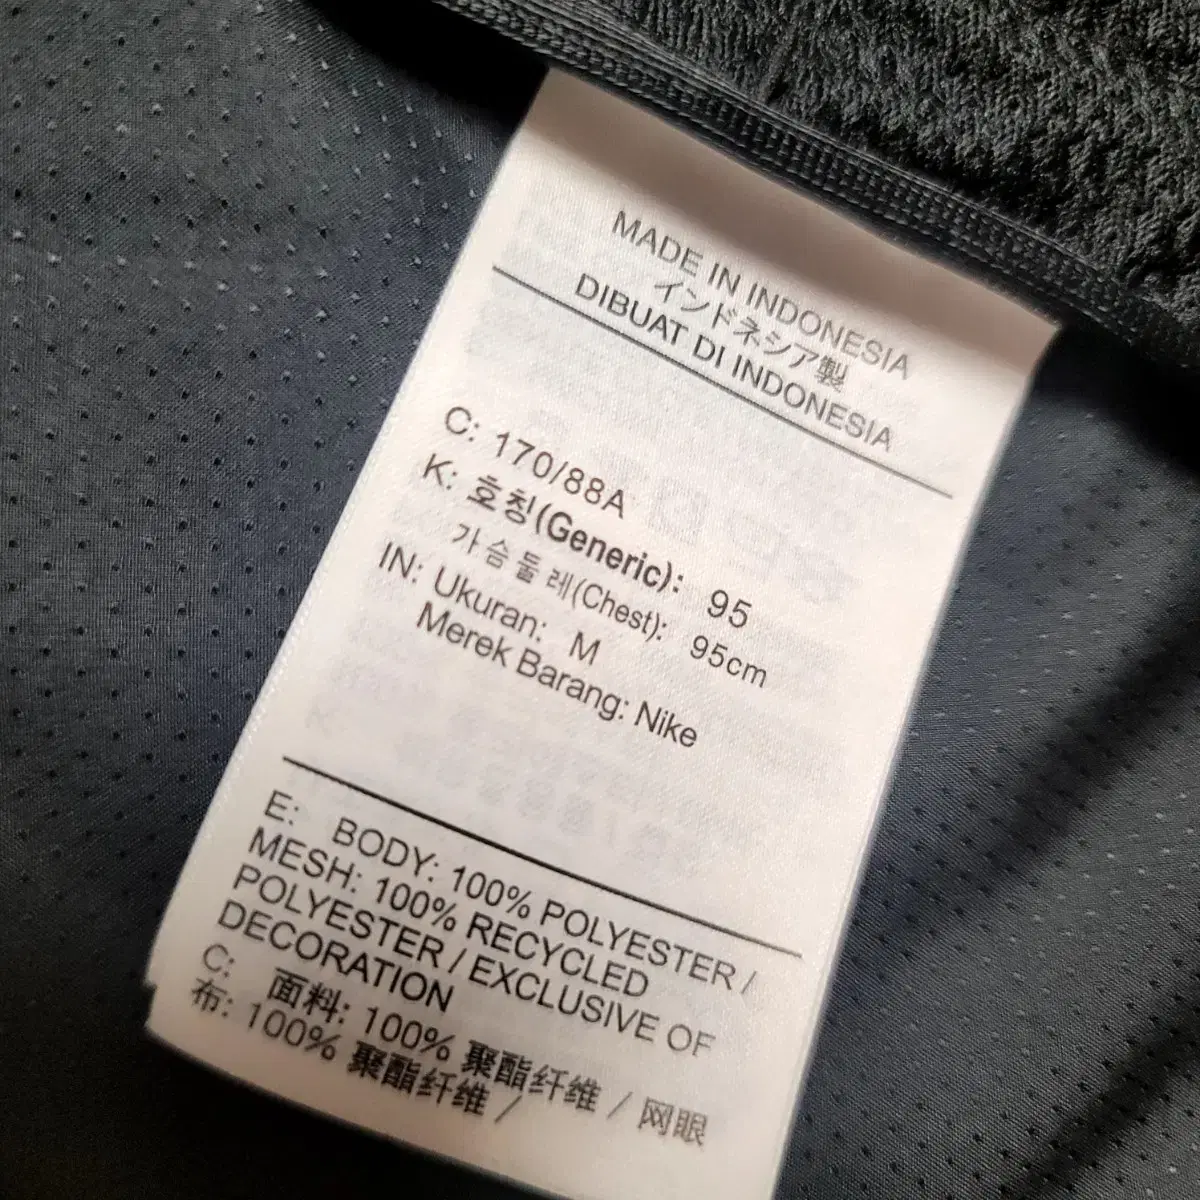 MADE IN INDONESIA
インドネシア製
DIBUAT DI INDONESIA
C: 170/88A
K: 호칭(Generic): 95
가슴둘레(Chest): 95cm
IN: Ukuran: M
Merek Barang: Nike
E: BODY: 100% POLYESTER /
MESH: 100% RECYCLED
POLYESTER / EXCLUSIVE OF
DECORATION
C: 面料: 100% 聚酯纤维 / 网眼
布: 100% 聚酯纤维 /